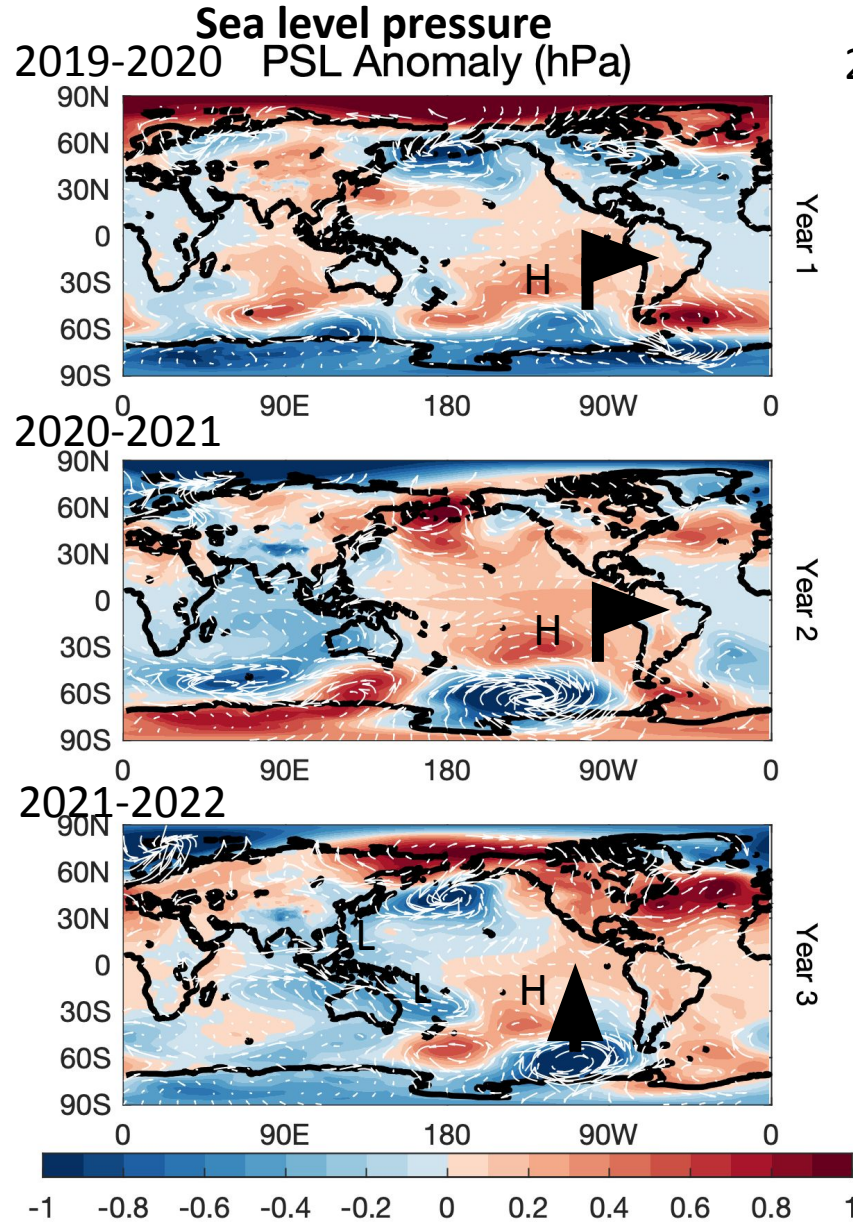 Sea level pressure
2019-2020 PSL Anomaly (hPa) 2
90N
60N
30N
0
30S
60S
90S
H
0 90E 180 90W 0
Year 1
2020-2021
90N
60N
30N
0
30S
60S
90S
H
0 90E 180 90W 0
Year 2
2021-2022
90N
60N
30N
0
30S
60S
90S
L
L
H
0 90E 180 90W 0
Year 3
-1 -0.8 -0.6 -0.4 -0.2 0 0.2 0.4 0.6 0.8 1